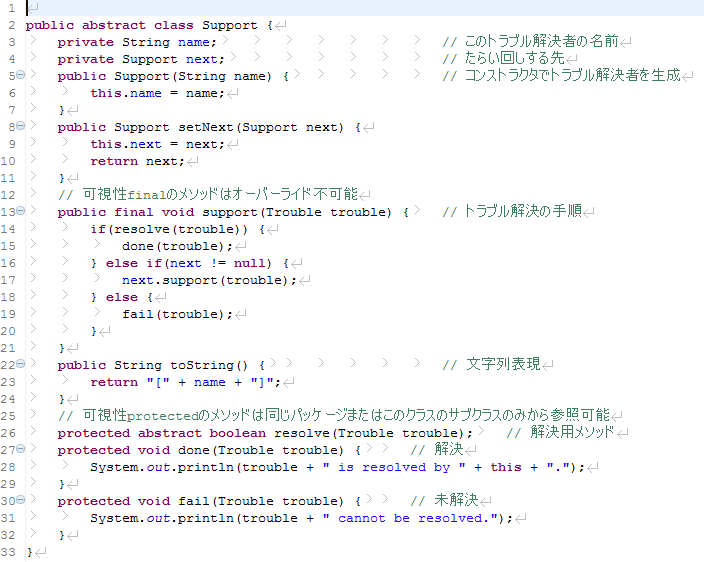 1
2 public abstract class Support {
3 private String name; // このトラブル解決者の名前
4 private Support next; // たらい回しする先
5 public Support(String name) { // コンストラクタでトラブル解決者を生成
6 this.name = name;
7 }
8 public Support setNext(Support next) {
9 this.next = next;
10 return next;
11 }
12 // 可視性finalのメソッドはオーバーライド不可能
13 public final void support(Trouble trouble) { // トラブル解決の手順
14 if(resolve(trouble)) {
15 done(trouble);
16 } else if(next != null) {
17 next.support(trouble);
18 } else {
19 fail(trouble);
20 }
21 }
22 public String toString() { // 文字列表現
23 return "[" + name + "]";
24 }
25 // 可視性protectedのメソッドは同じパッケージまたはこのクラスのサブクラスのみから参照可能
26 protected abstract boolean resolve(Trouble trouble); // 解決用メソッド
27 protected void done(Trouble trouble) { // 解決
28 System.out.println(trouble + " is resolved by " + this + ".");
29 }
30 protected void fail(Trouble trouble) { // 未解決
31 System.out.println(trouble + " cannot be resolved.");
32 }
33 }